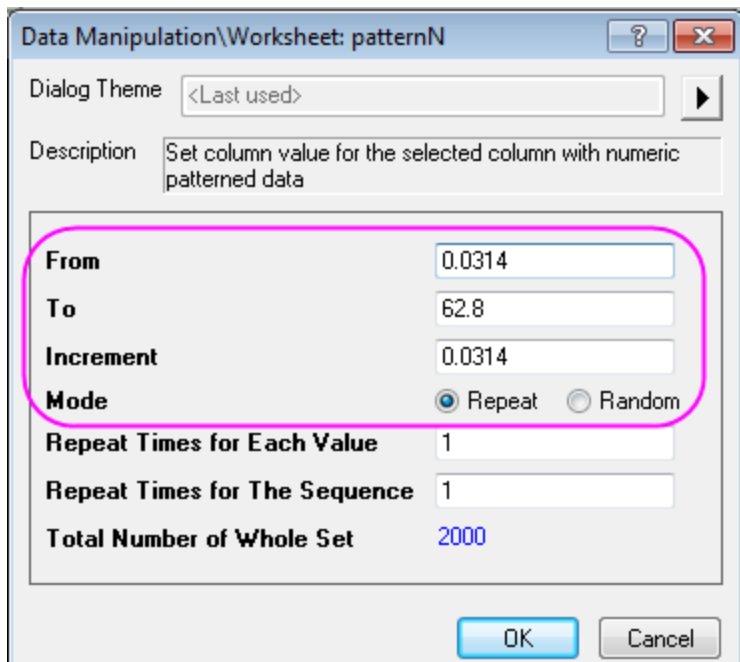 Data Manipulation\Worksheet: patternN
Dialog Theme <Last used>
Description Set column value for the selected column with numeric
patterned data
From 0.0314
To 62.8
Increment 0.0314
Mode Repeat Random
Repeat Times for Each Value 1
Repeat Times for The Sequence 1
Total Number of Whole Set 2000
OK Cancel